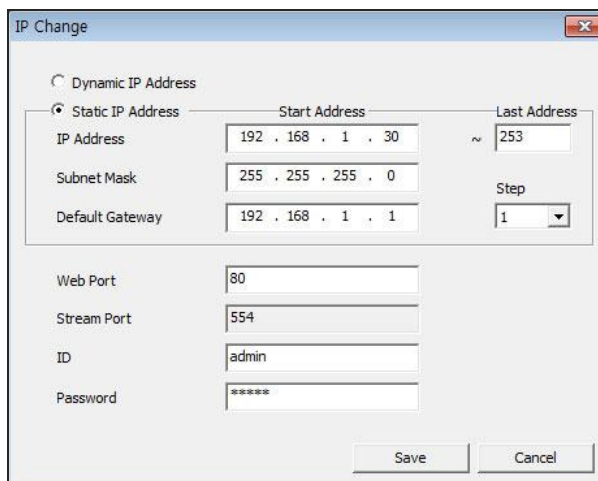 IP Change
Dynamic IP Address
Static IP Address Start Address Last Address
IP Address 192 . 168 . 1 . 30 ~ 253
Subnet Mask 255 . 255 . 255 . 0
Step
Default Gateway 192 . 168 . 1 . 1 1
Web Port 80
Stream Port 554
ID admin
Password *****
Save Cancel